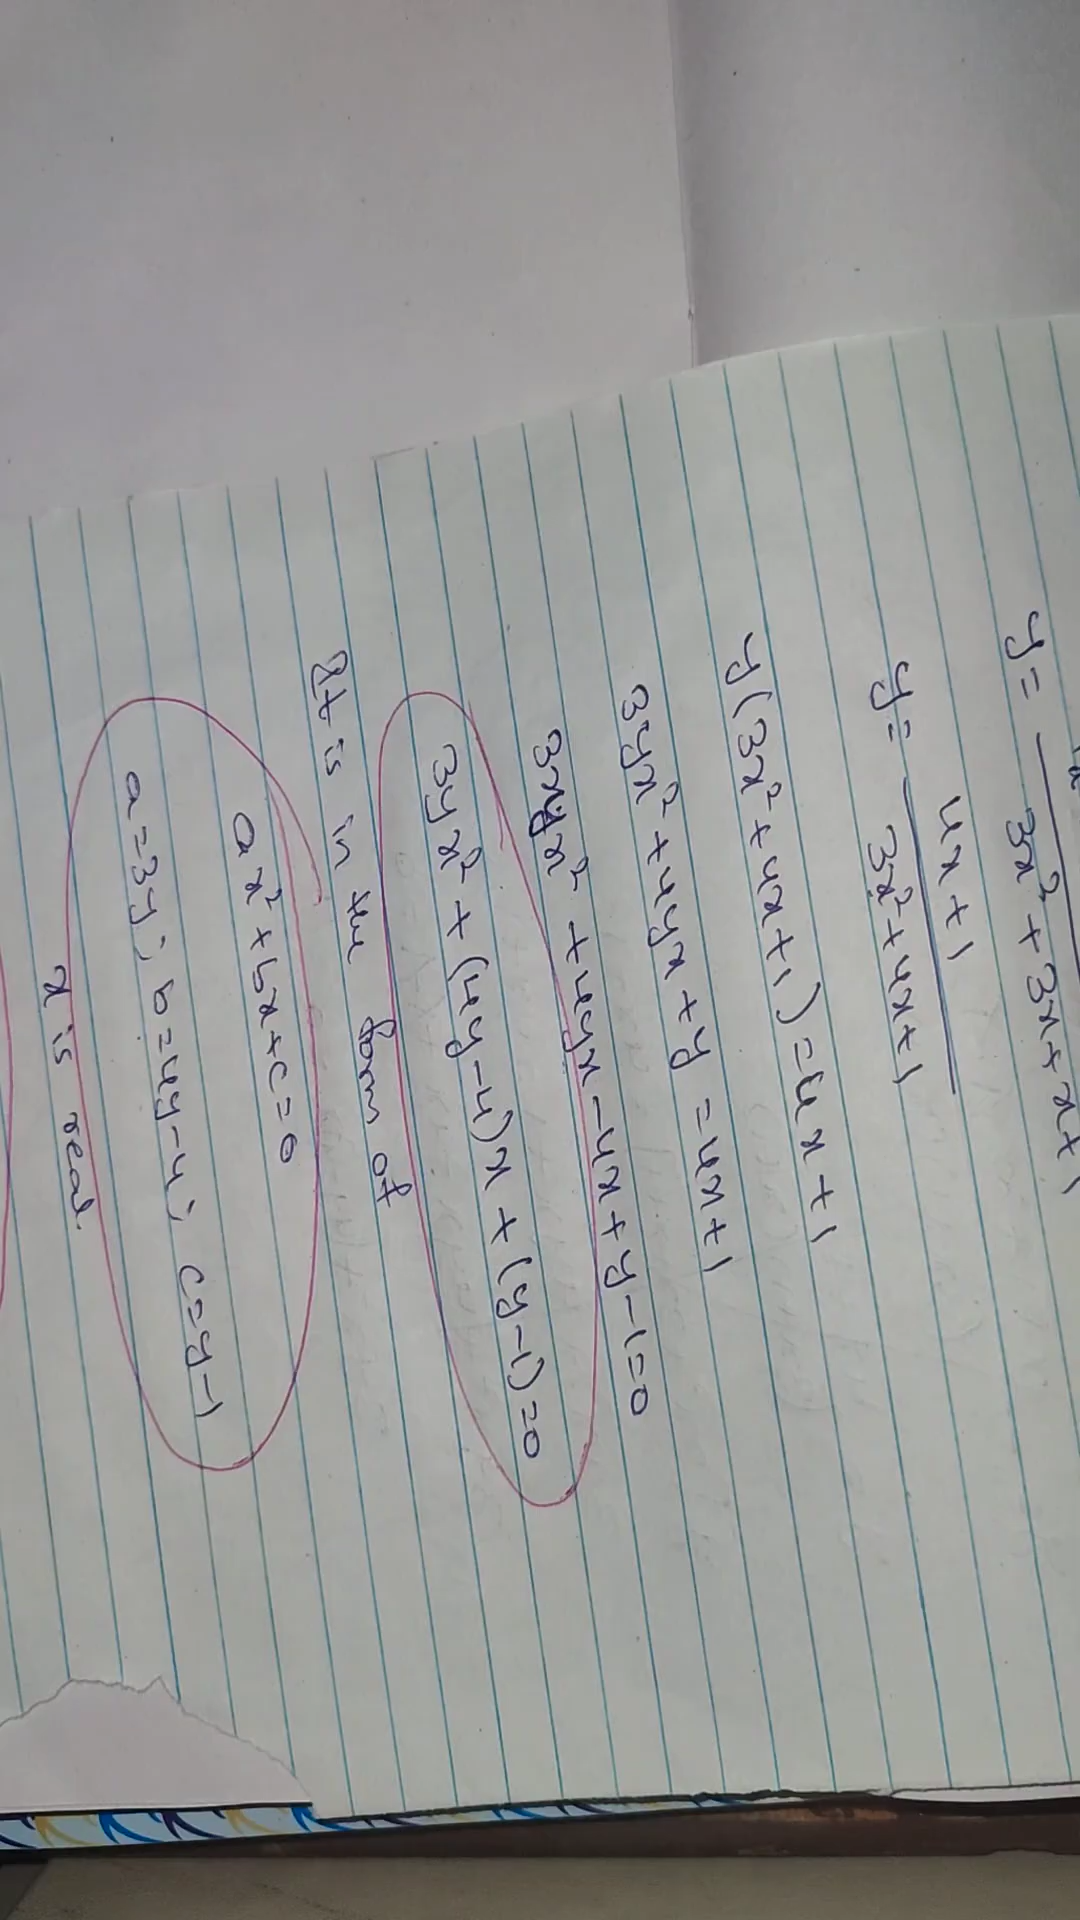 y = 3x² + 3x + x + 1
4x + 1
y = 3x² + 4x + 1
y(3x² + 4x + 1) = 4x + 1
3yx² + 4yx + y = 4x + 1
3yx² + 4yx - 4x + y - 1 = 0
3yx² + (4y - 4)x + (y - 1) = 0
It is in the form of
ax² + bx + c = 0
a = 3y; b = 4y - 4; c = y - 1
x is real.